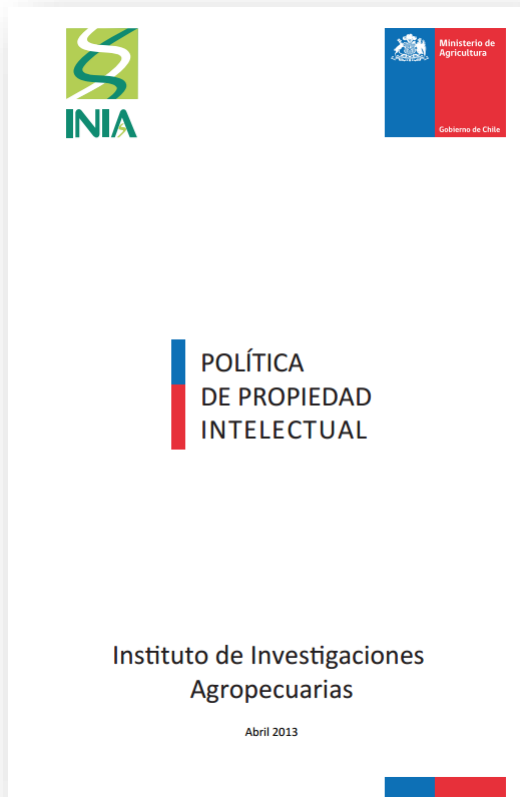 INIA
Ministerio de
Agricultura
Gobierno de Chile
POLÍTICA
DE PROPIEDAD
INTELECTUAL
Instituto de Investigaciones
Agropecuarias
Abril 2013